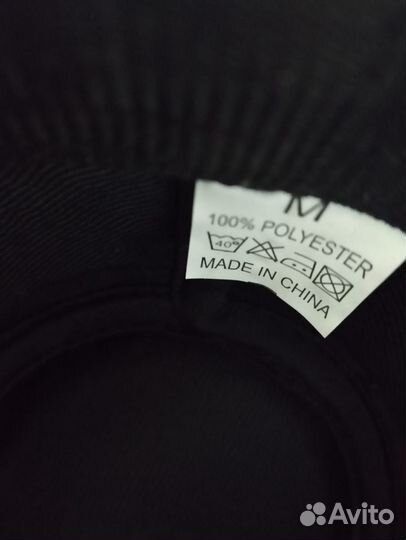 M
100% POLYESTER
40°
MADE IN CHINA
Avito